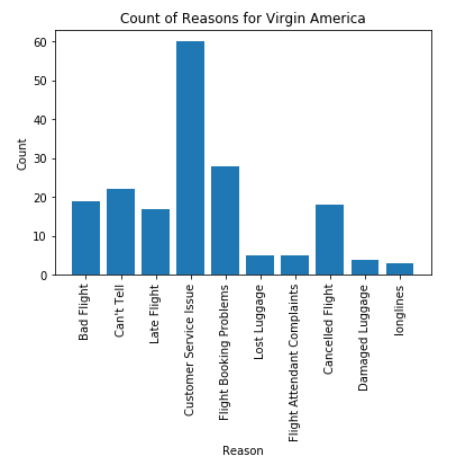 Count of Reasons for Virgin America
60
50
40
30
20
10
0
Count
Bad Flight
Can't Tell
Late Flight
Customer Service Issue
Flight Booking Problems
Lost Luggage
Flight Attendant Complaints
Cancelled Flight
Damaged Luggage
longlines
Reason